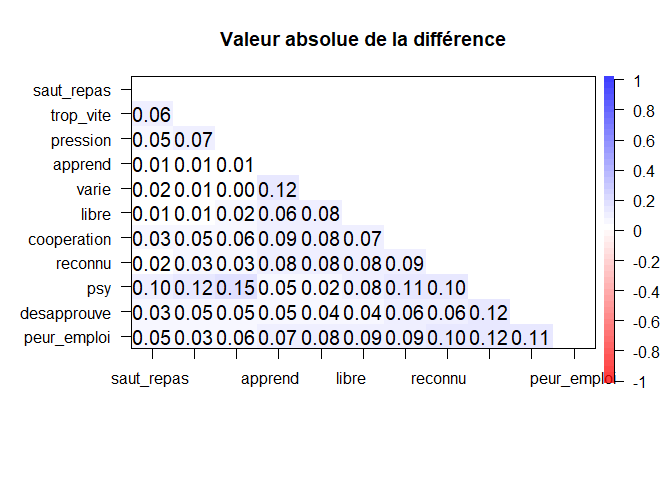 Valeur absolue de la différence
saut_repas
trop_vite 0.06
pression 0.05 0.07
apprend 0.01 0.01 0.01
varie 0.02 0.01 0.00 0.12
libre 0.01 0.01 0.02 0.06 0.08
cooperation 0.03 0.05 0.06 0.09 0.08 0.07
reconnu 0.02 0.03 0.03 0.08 0.08 0.08 0.09
psy 0.10 0.12 0.15 0.05 0.02 0.08 0.11 0.10
desapprouve 0.03 0.05 0.05 0.05 0.04 0.04 0.06 0.06 0.12
peur_emploi 0.05 0.03 0.06 0.07 0.08 0.09 0.09 0.10 0.12 0.11
saut_repas apprend libre reconnu peur_emploi
1
0.8
0.6
0.4
0.2
0
-0.2
-0.4
-0.6
-0.8
-1